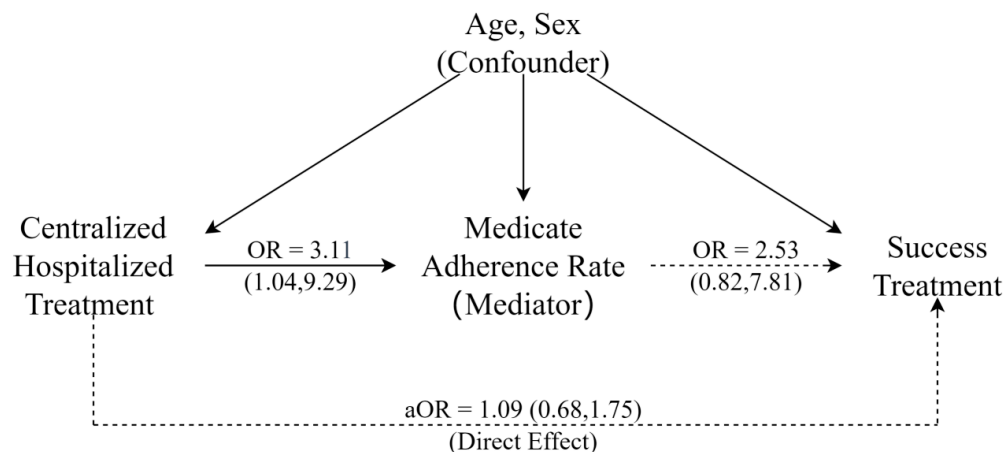 Age, Sex
(Confounder)
Centralized
Hospitalized
Treatment
OR = 3.11
(1.04,9.29)
Medicate
Adherence Rate
(Mediator)
OR = 2.53
(0.82,7.81)
Success
Treatment
aOR = 1.09 (0.68,1.75)
(Direct Effect)